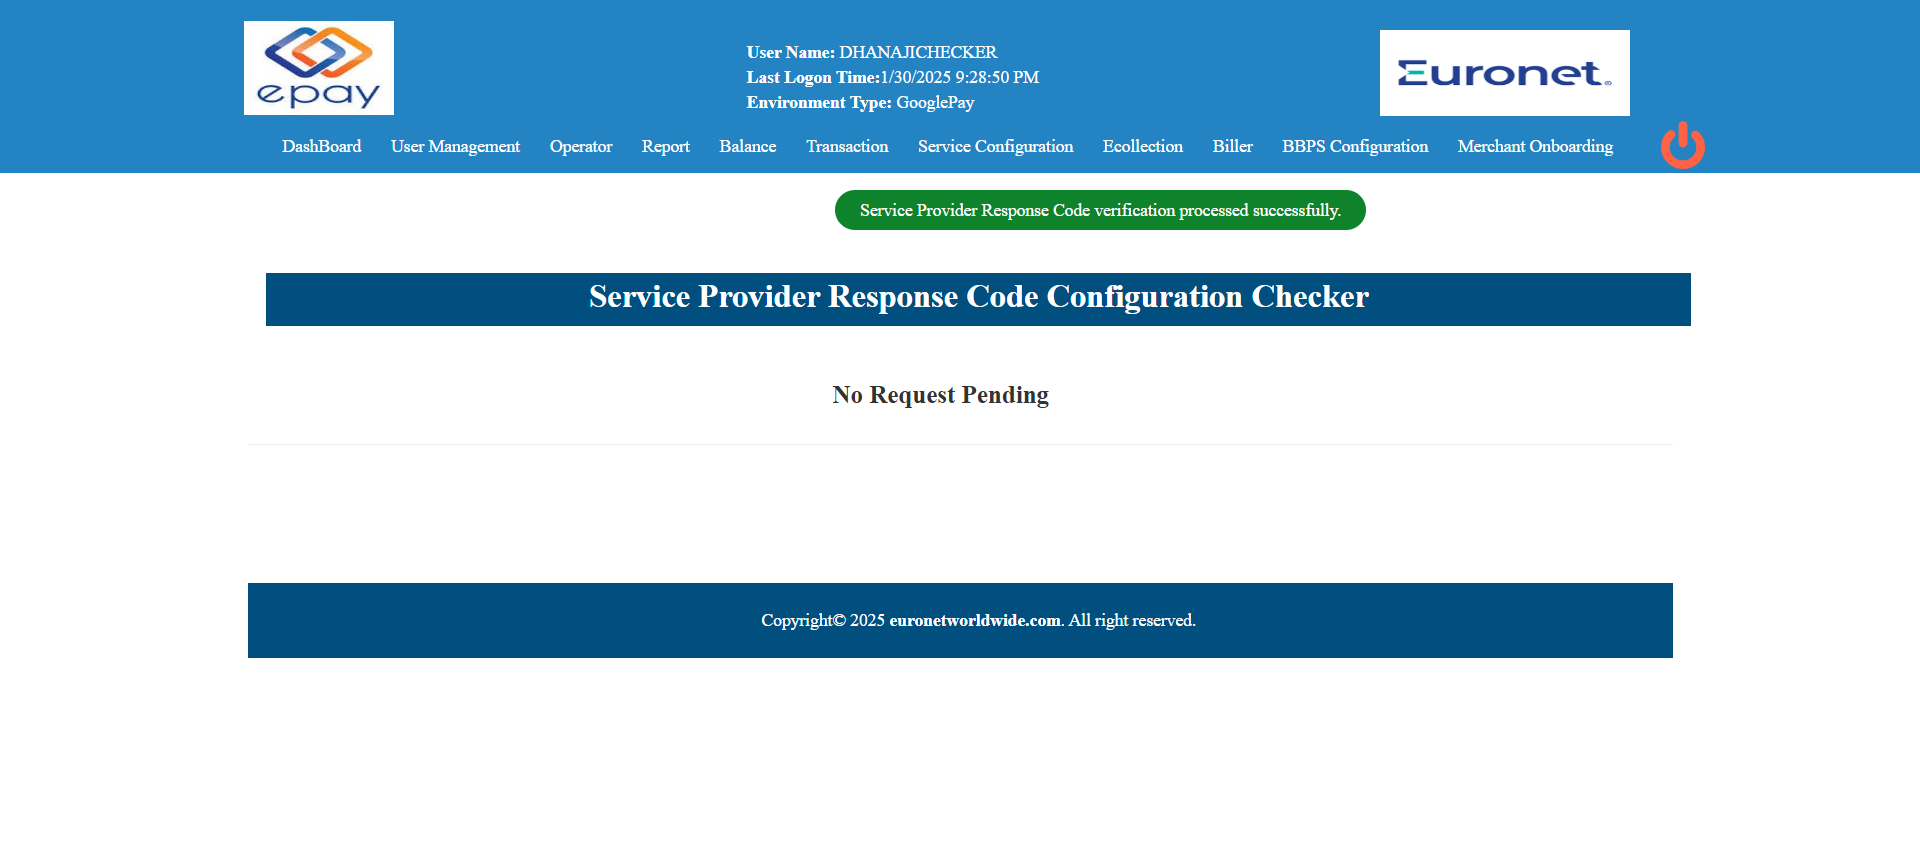 epay
User Name: DHANAJICHECKER
Last Logon Time:1/30/2025 9:28:50 PM
Environment Type: GooglePay
Euronet®
DashBoard User Management Operator Report Balance Transaction Service Configuration Ecollection Biller BBPS Configuration Merchant Onboarding
Service Provider Response Code verification processed successfully.
Service Provider Response Code Configuration Checker
No Request Pending
Copyright© 2025 euronetworldwide.com. All right reserved.